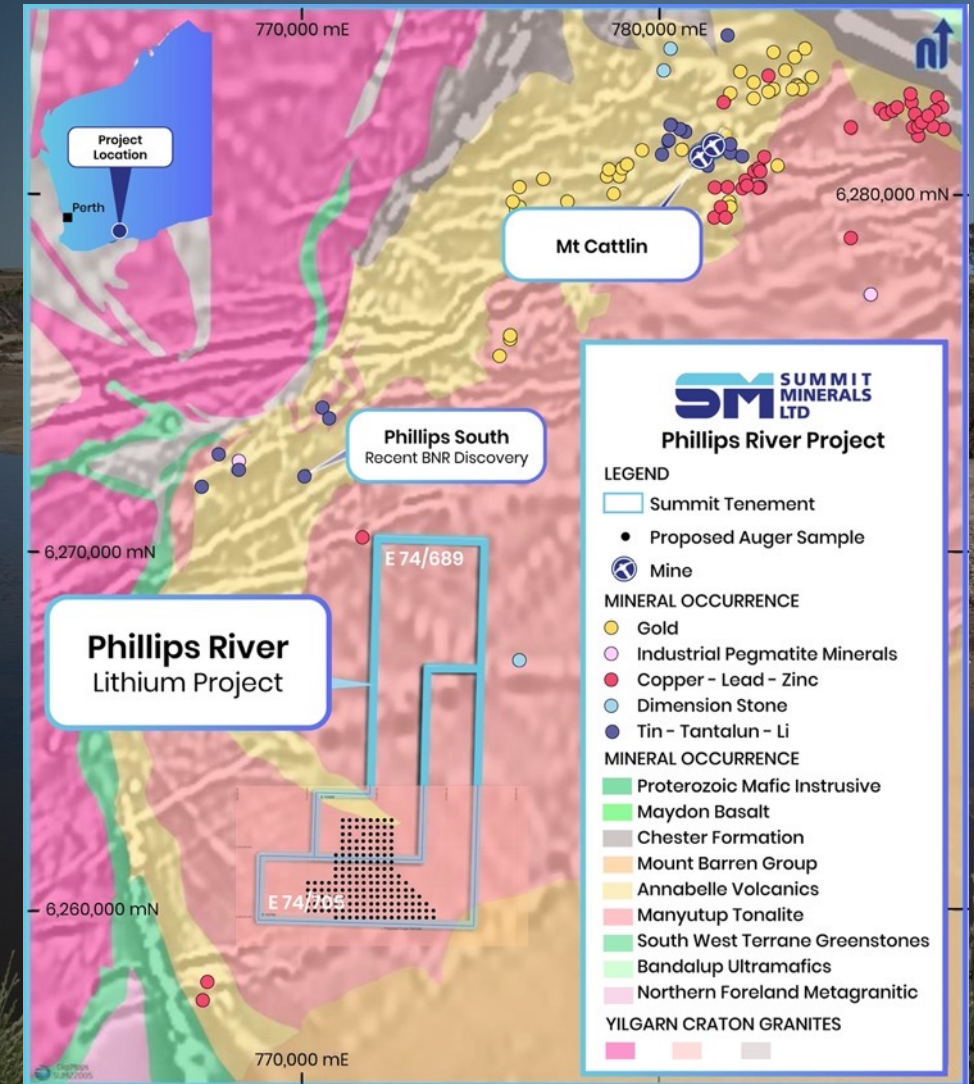 770,000 mE
780,000 mE
Project
Location
Perth
6,280,000 mN
Mt Cattlin
Phillips South
Recent BNR Discovery
6,270,000 mN
E 74/689
Phillips River
Lithium Project
E 74/705
6,260,000 mN
770,000 mE
SM SUMMIT
MINERALS
LTD
Phillips River Project
LEGEND
Summit Tenement
Proposed Auger Sample
Mine
MINERAL OCCURRENCE
Gold
Industrial Pegmatite Minerals
Copper - Lead - Zinc
Dimension Stone
Tin - Tantalun - Li
MINERAL OCCURRENCE
Proterozoic Mafic Instrusive
Maydon Basalt
Chester Formation
Mount Barren Group
Annabelle Volcanics
Manyutup Tonalite
South West Terrane Greenstones
Bandalup Ultramafics
Northern Foreland Metagranitic
YILGARN CRATON GRANITES